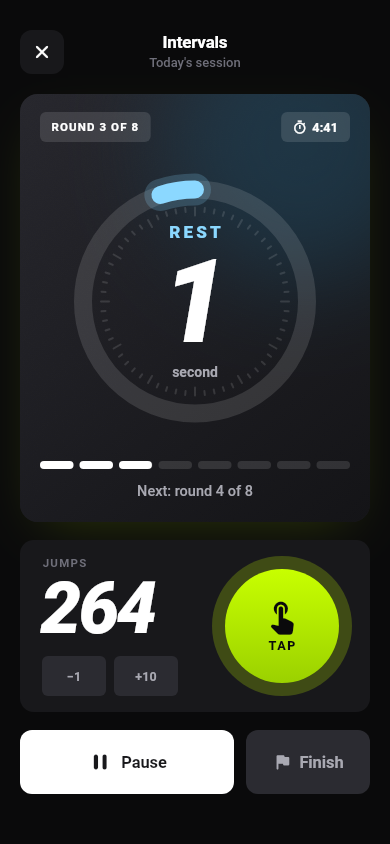 Intervals
Today's session
ROUND 3 OF 8
4:41
REST
1
second
Next: round 4 of 8
JUMPS
264
−1
+10
TAP
Pause
Finish